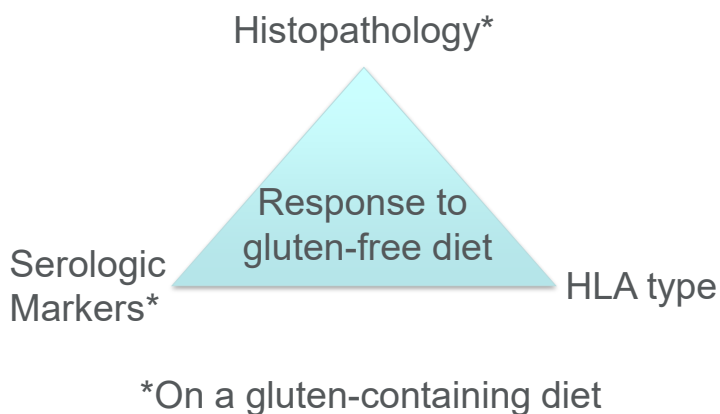 Histopathology*
Response to
gluten-free diet
Serologic
Markers*
HLA type
*On a gluten-containing diet